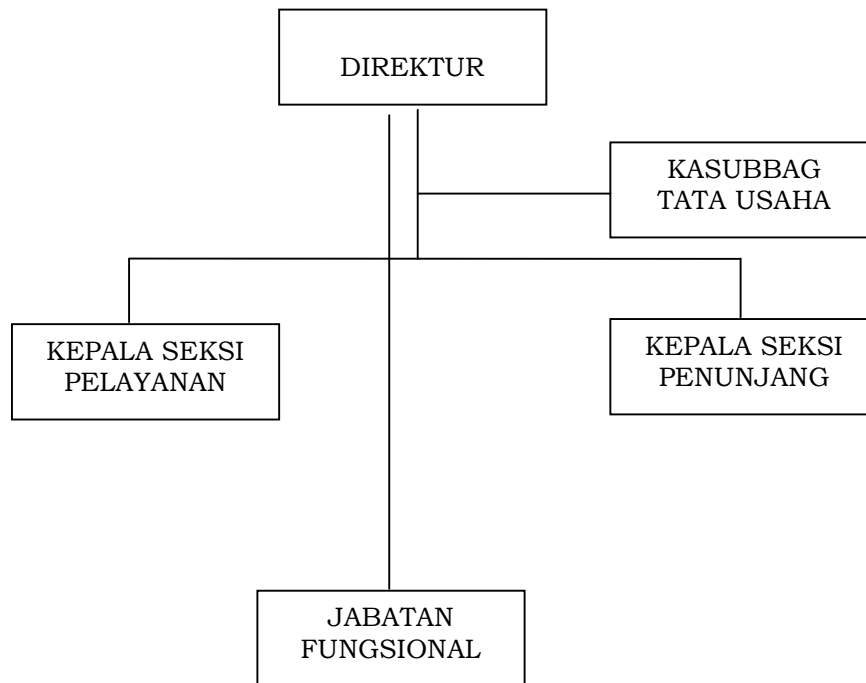 DIREKTUR
KASUBBAG
TATA USAHA
KEPALA SEKSI
PELAYANAN
KEPALA SEKSI
PENUNJANG
JABATAN
FUNGSIONAL